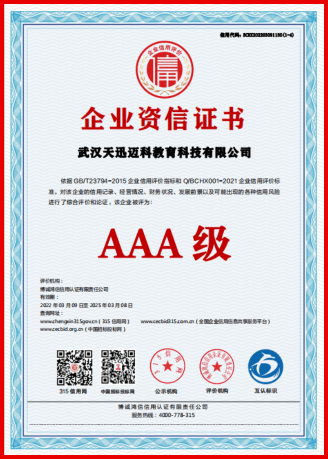 企业信用评价
企业资信证书
武汉天迅迈科教育科技有限公司
依据 GB/T23794-2015 企业信用评价指标和 Q/BCHX001-2021 企业信用评价标
准，对该企业的信用记录、经营情况、财务状况、发展前景以及可能出现的各种信用风险
进行了综合评价和论证，该企业被评为：
AAA 级
评价机构：
博诚鸿信信用认证有限责任公司
有效期：
2022 年 03 月 09 日至 2025 年 03 月 08 日
查询网址：
www.chengxin315.gov.cn（315 信用网） www.cecbid315.com.cn（全国企业信用信息共享服务平台）
www.cecbid.org.cn（中国招标投标网）
315 信用网 中国招标投标网 公示机构 评价机构 互认标识
博诚鸿信信用认证有限责任公司
服务热线：4000-778-315